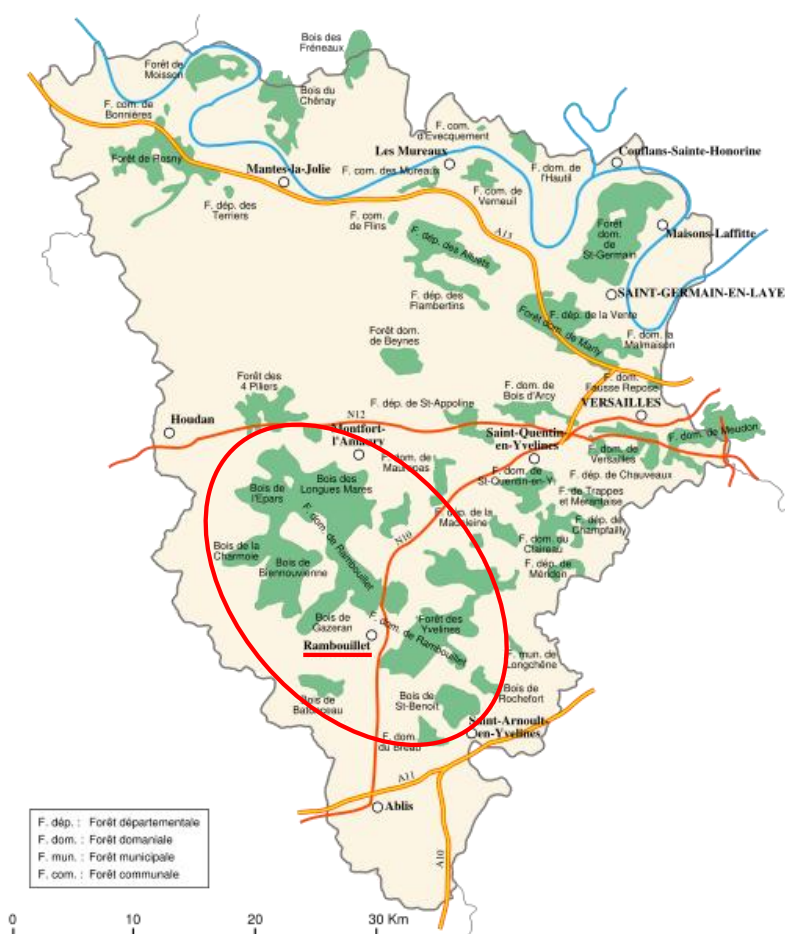 Bois des
Fréneaux
Forêt de
Moisson
Bois du
Chênay
F. com. de
Bonnières
F. com.
d'Evecquement
Les Mureaux
Conflans-Sainte-Honorine
Forêt de Rosny
Mantes-la-Jolie
F. com. des Mureaux
F. dom. de
l'Hautil
F. com. de
Verneuil
F. dép. des
Terriers
F. com.
de Flins
A13
Forêt
dom.
de
St-Germain
Maisons-Laffitte
F. dép. des Alluets
F. dép. des
Flambertins
SAINT-GERMAIN-EN-LAYE
F. dép. de la Vente
Forêt dom. de Marly
Forêt dom.
de Beynes
F. dom. la
Malmaison
Forêt des
4 Piliers
F. dom.
Fausse Repose
F. dom. de
Bois d'Arcy
F. dép. de St-Appoline
VERSAILLES
Houdan
N12
Montfort-
l'Amaury
Saint-Quentin-
en-Yvelines
F. dom. de Meudon
F. dom. de
Versailles
F. dom. de
Maurepas
F. dom. de
St-Quentin-en-Y.
F. dép. de Chauveaux
Bois de
l'Epars
Bois des
Longues Mares
F. de Trappes
et Mérantaise
F. dép. de la
Madeleine
F. dép. de
Champfailly
F. dom. de Rambouillet
N10
F. dom. du
Claireau
Bois de la
Charmoie
Bois de
Biennouvienne
F. dép. de
Méridon
Bois de
Gazeran
Forêt des
Yvelines
F. dom. de Rambouillet
Rambouillet
F. mun. de
Longchêne
Bois de
Batonceau
Bois de
St-Benoît
Bois de
Rochefort
Saint-Arnoult-
en-Yvelines
F. dom.
du Bréau
A11
Ablis
A10
F. dép. : Forêt départementale
F. dom. : Forêt domaniale
F. mun. : Forêt municipale
F. com. : Forêt communale
0 10 20 30 Km